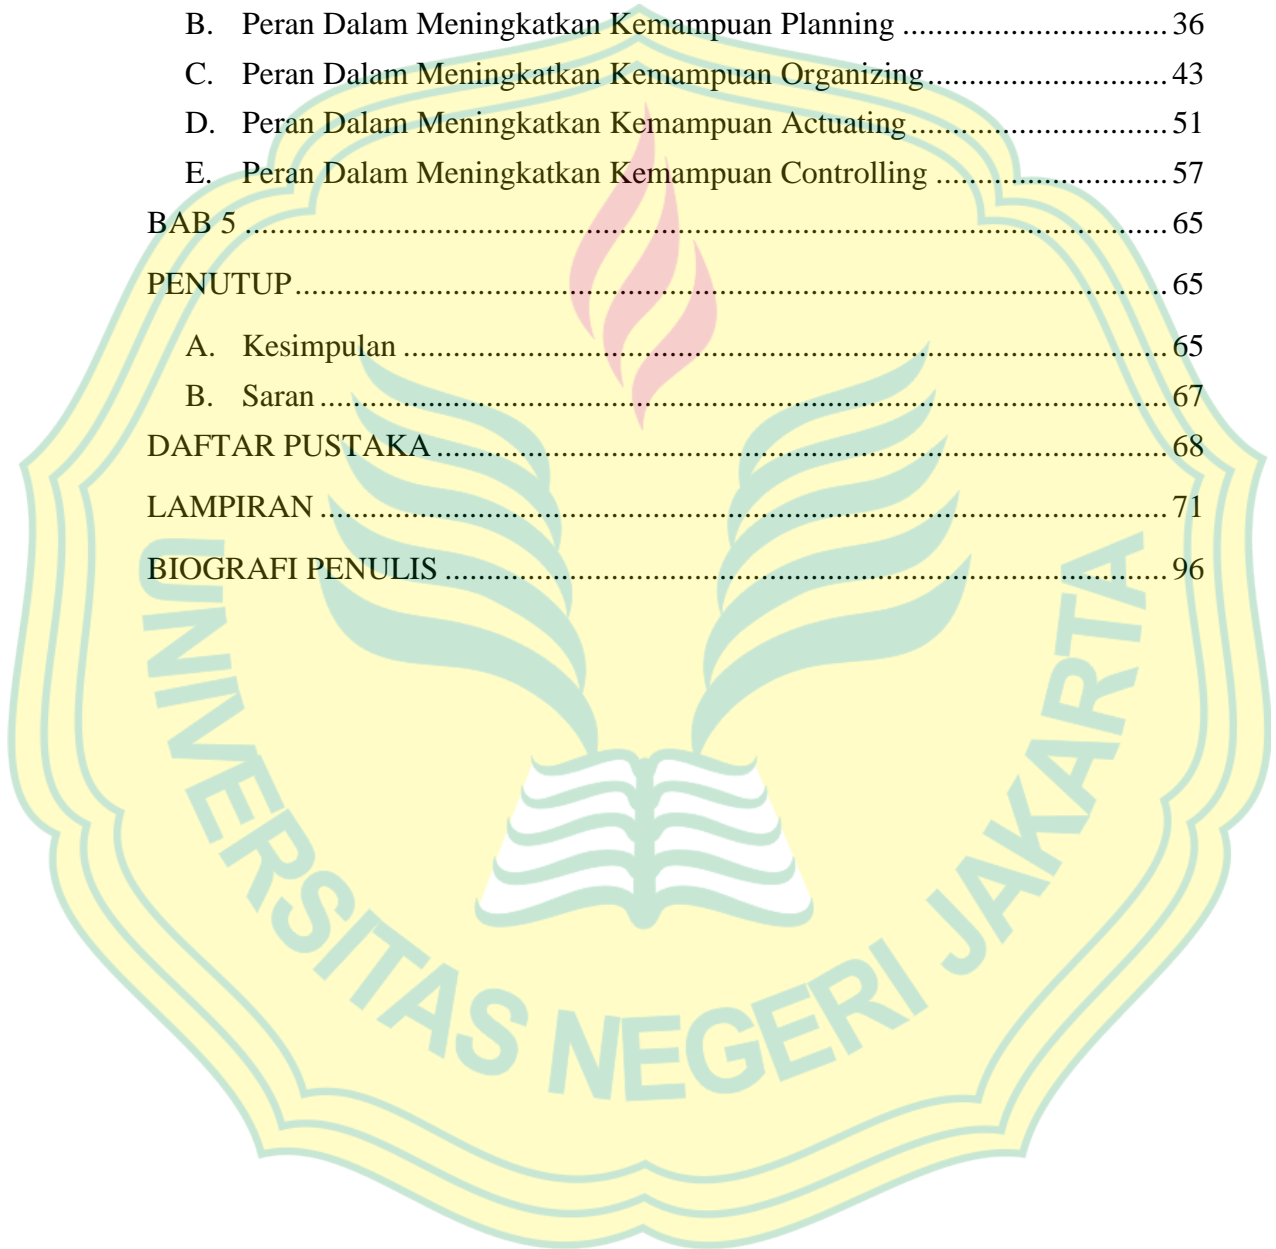 B. Peran Dalam Meningkatkan Kemampuan Planning ................................ 36
C. Peran Dalam Meningkatkan Kemampuan Organizing ............................. 43
D. Peran Dalam Meningkatkan Kemampuan Actuating ............................... 51
E. Peran Dalam Meningkatkan Kemampuan Controlling ............................ 57
BAB 5 ................................................................................................................ 65
PENUTUP .......................................................................................................... 65
A. Kesimpulan ............................................................................................. 65
B. Saran ....................................................................................................... 67
DAFTAR PUSTAKA ......................................................................................... 68
LAMPIRAN ....................................................................................................... 71
BIOGRAFI PENULIS ........................................................................................ 96
UNIVERSITAS NEGERI JAKARTA